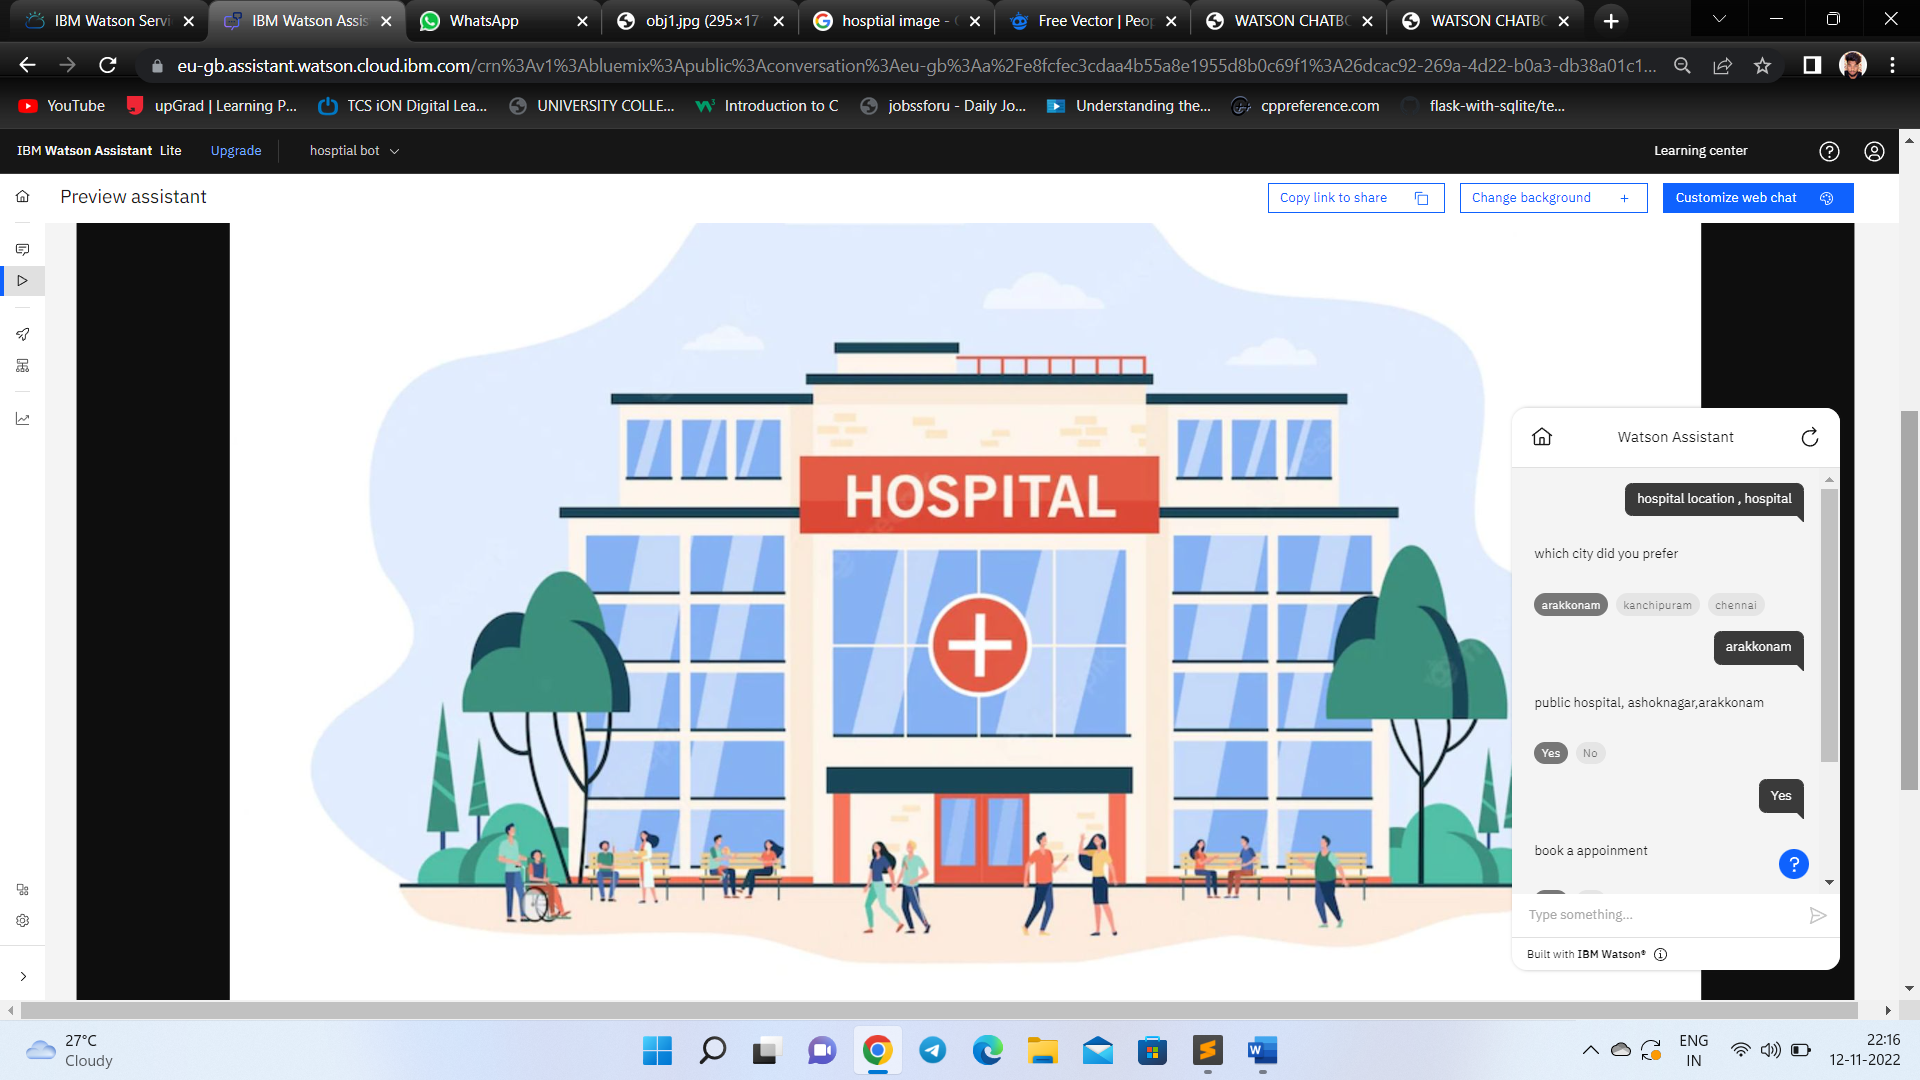 IBM Watson Servi
IBM Watson Assis
WhatsApp
obj1.jpg (295×17
hosptial image -
Free Vector | Peop
WATSON CHATBO
WATSON CHATBO
eu-gb.assistant.watson.cloud.ibm.com/crn%3Av1%3Abluemix%3Apublic%3Aconversation%3Aeu-gb%3Aa%2Fe8fcfec3cdaa4b55a8e1955d8b0c69f1%3A26dcac92-269a-4d22-b0a3-db38a01c1...
YouTube
upGrad | Learning P...
TCS iON Digital Lea...
UNIVERSITY COLLE...
Introduction to C
jobssforu - Daily Jo...
Understanding the...
cppreference.com
flask-with-sqlite/te...
IBM Watson Assistant Lite
Upgrade
hosptial bot
Learning center
Preview assistant
Copy link to share
Change background +
Customize web chat
HOSPITAL
Watson Assistant
hospital location , hospital
which city did you prefer
arakkonam kanchipuram chennai
arakkonam
public hospital, ashoknagar,arakkonam
Yes No
Yes
book a appoinment
?
Type something...
Built with IBM Watson®
27°C
Cloudy
ENG
IN
22:16
12-11-2022